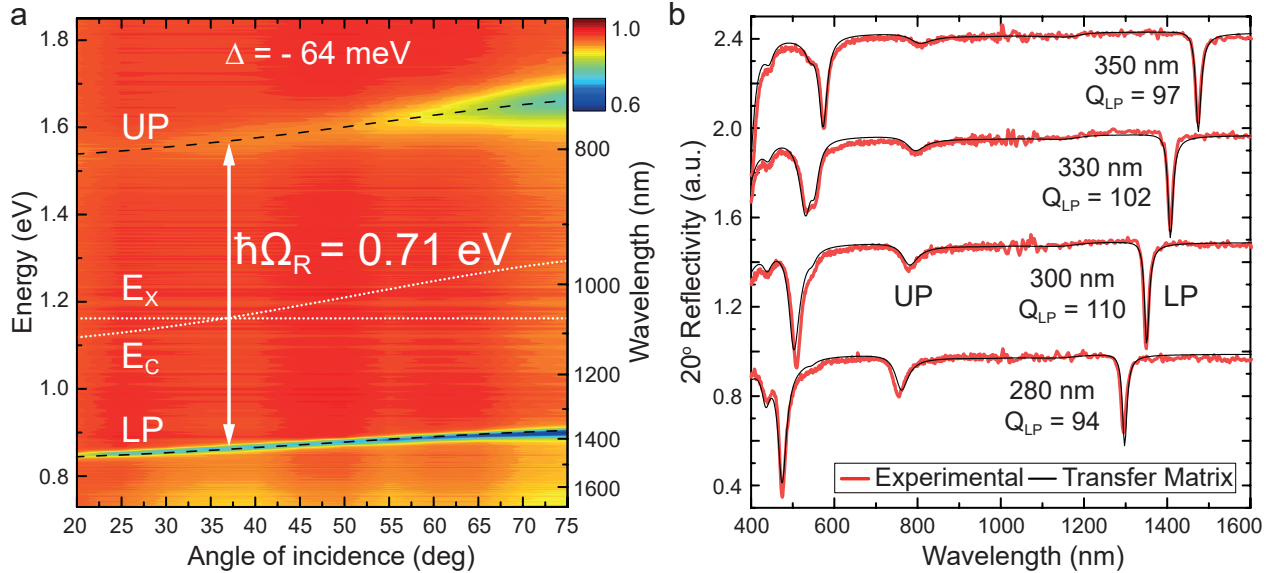 a
1.8
1.6
1.4
1.2
1.0
0.8
Energy (eV)
20 25 30 35 40 45 50 55 60 65 70 75
Angle of incidence (deg)
Δ = - 64 meV
UP
ħΩR = 0.71 eV
EX
EC
LP
1.0
0.6
800
1000
1200
1400
1600
Wavelength (nm)
b
2.4
2.0
1.6
1.2
0.8
0.4
20º Reflectivity (a.u.)
350 nm
QLP = 97
330 nm
QLP = 102
300 nm
QLP = 110
UP
LP
280 nm
QLP = 94
Experimental
Transfer Matrix
400 600 800 1000 1200 1400 1600
Wavelength (nm)